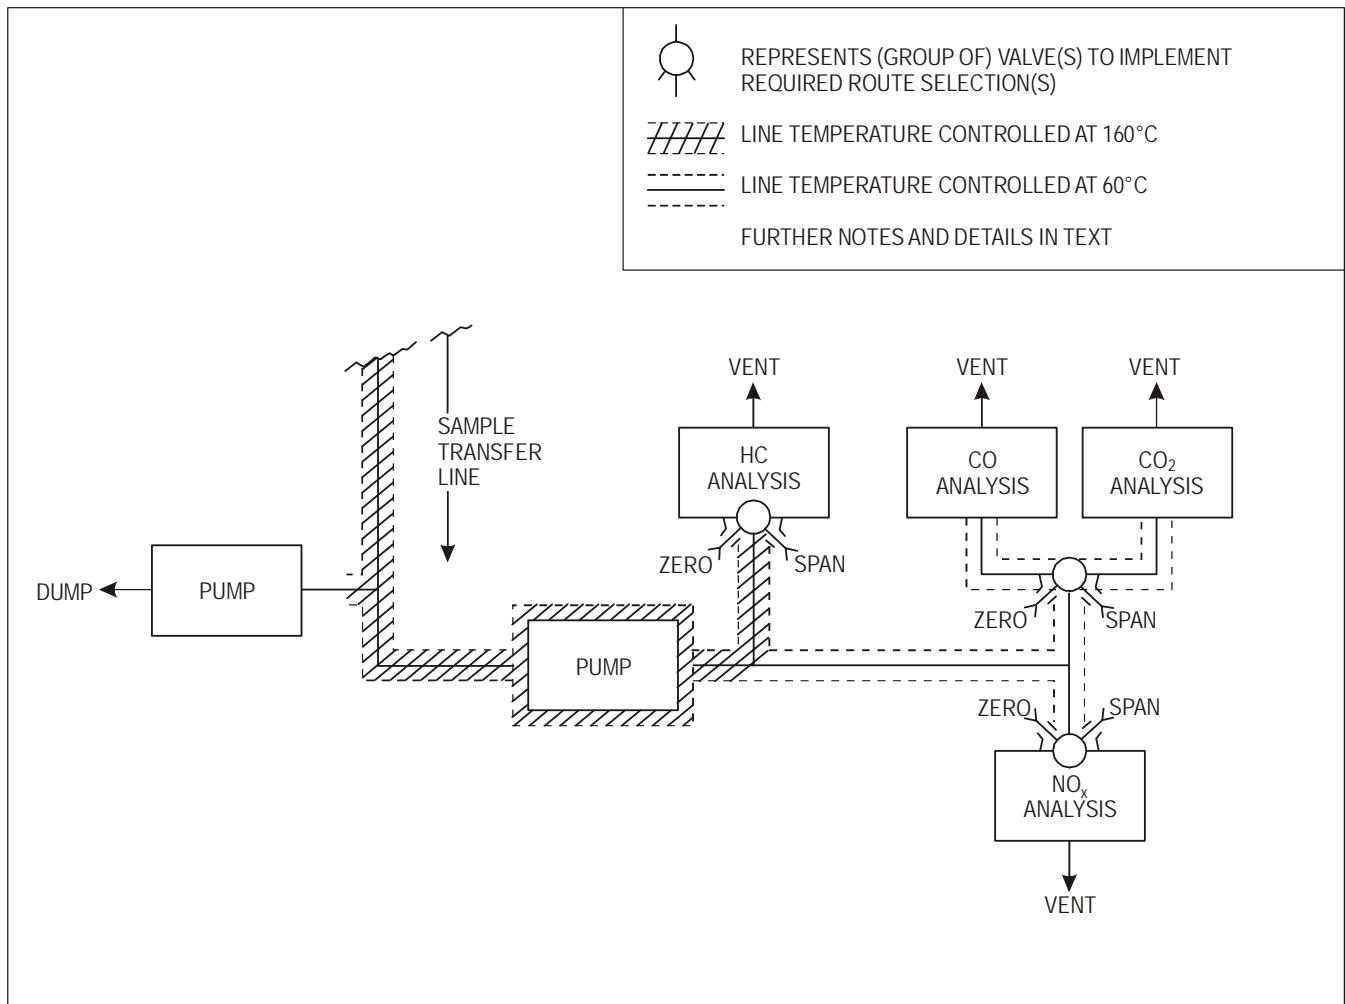 REPRESENTS (GROUP OF) VALVE(S) TO IMPLEMENT
REQUIRED ROUTE SELECTION(S)
LINE TEMPERATURE CONTROLLED AT 160°C
LINE TEMPERATURE CONTROLLED AT 60°C
FURTHER NOTES AND DETAILS IN TEXT
SAMPLE
TRANSFER
LINE
VENT
VENT
VENT
HC
ANALYSIS
CO
ANALYSIS
CO₂
ANALYSIS
ZERO
SPAN
DUMP
PUMP
ZERO
SPAN
PUMP
ZERO
SPAN
NOₓ
ANALYSIS
VENT